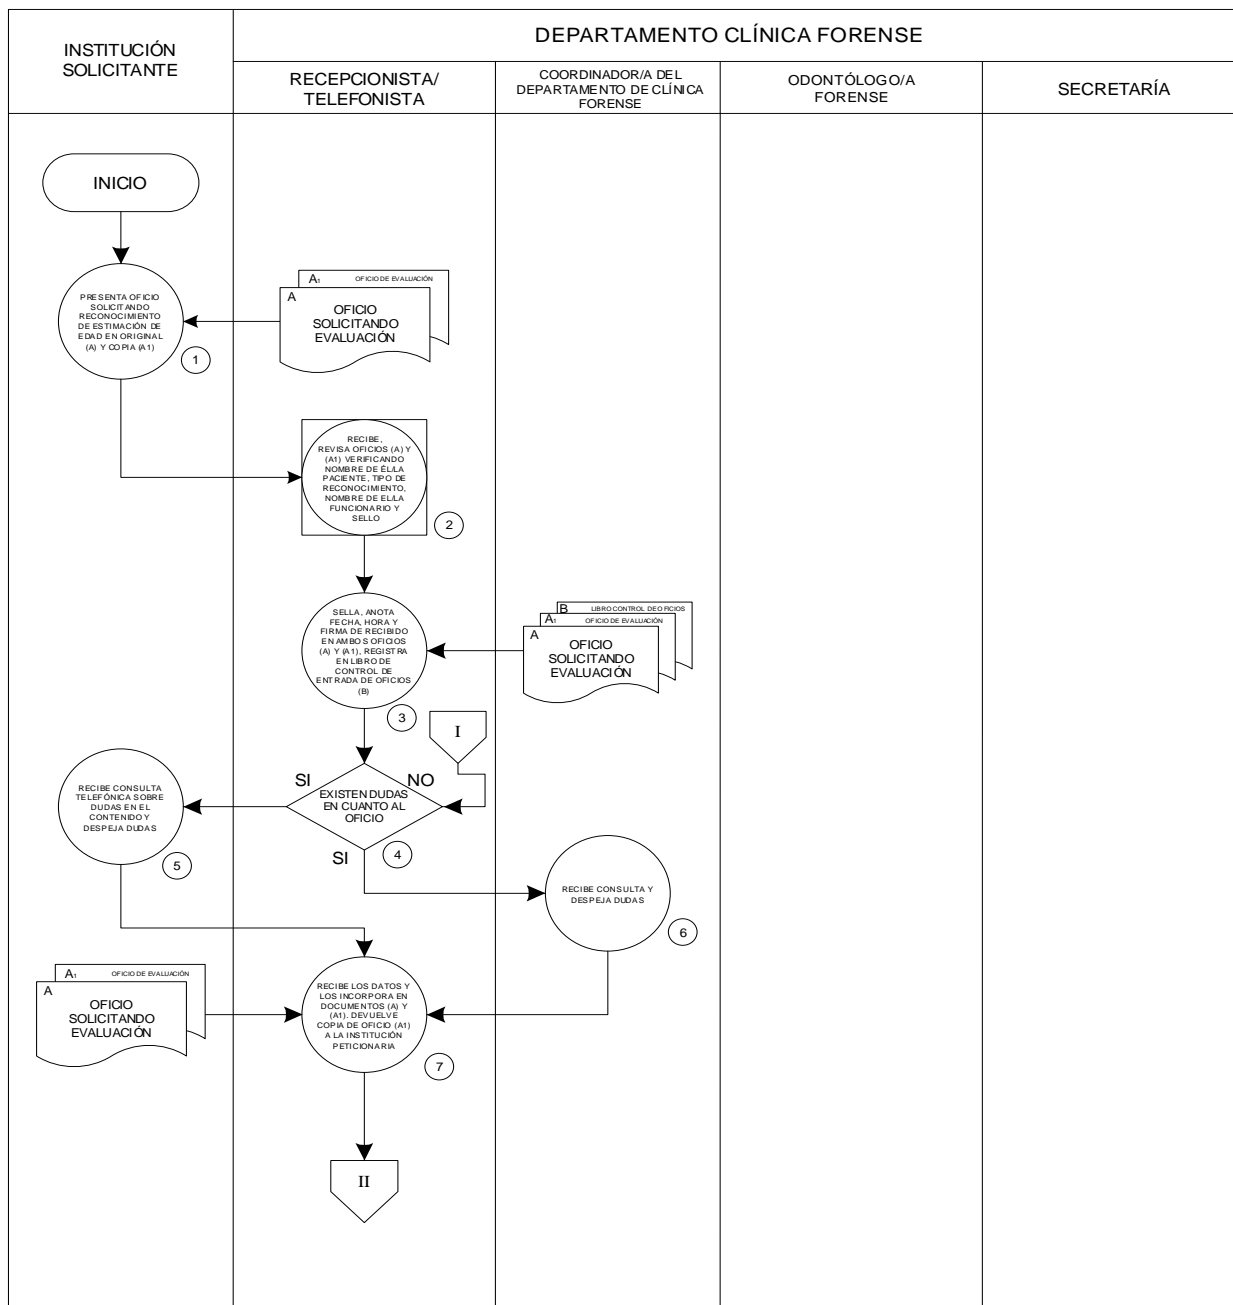 INSTITUCIÓN
SOLICITANTE
DEPARTAMENTO CLÍNICA FORENSE
RECEPCIONISTA/
TELEFONISTA
COORDINADOR/A DEL
DEPARTAMENTO DE CLÍNICA
FORENSE
ODONTÓLOGO/A
FORENSE
SECRETARÍA
INICIO
PRESENTA OFICIO
SOLICITANDO
RECONOCIMIENTO
DE ESTIMACIÓN DE
EDAD EN ORIGINAL
(A) Y COPIA (A1)
1
A1 OFICIO DE EVALUACIÓN
A
OFICIO
SOLICITANDO
EVALUACIÓN
RECIBE,
REVISA OFICIOS (A) Y
(A1) VERIFICANDO
NOMBRE DE ÉL/LA
PACIENTE, TIPO DE
RECONOCIMIENTO,
NOMBRE DE EL/LA
FUNCIONARIO Y
SELLO
2
SELLA, ANOTA
FECHA, HORA Y
FIRMA DE RECIBIDO
EN AMBOS OFICIOS
(A) Y (A1), REGISTRA
EN LIBRO DE
CONTROL DE
ENTRADA DE OFICIOS
(B)
3
B LIBRO CONTROL DE OFICIOS
A1 OFICIO DE EVALUACIÓN
A
OFICIO
SOLICITANDO
EVALUACIÓN
I
SI
NO
EXISTEN DUDAS
EN CUANTO AL
OFICIO
SI
4
RECIBE CONSULTA
TELEFÓNICA SOBRE
DUDAS EN EL
CONTENIDO Y
DESPEJA DUDAS
5
RECIBE CONSULTA Y
DESPEJA DUDAS
6
A1 OFICIO DE EVALUACIÓN
A
OFICIO
SOLICITANDO
EVALUACIÓN
RECIBE LOS DATOS Y
LOS INCORPORA EN
DOCUMENTOS (A) Y
(A1). DEVUELVE
COPIA DE OFICIO (A1)
A LA INSTITUCIÓN
PETICIONARIA
7
II